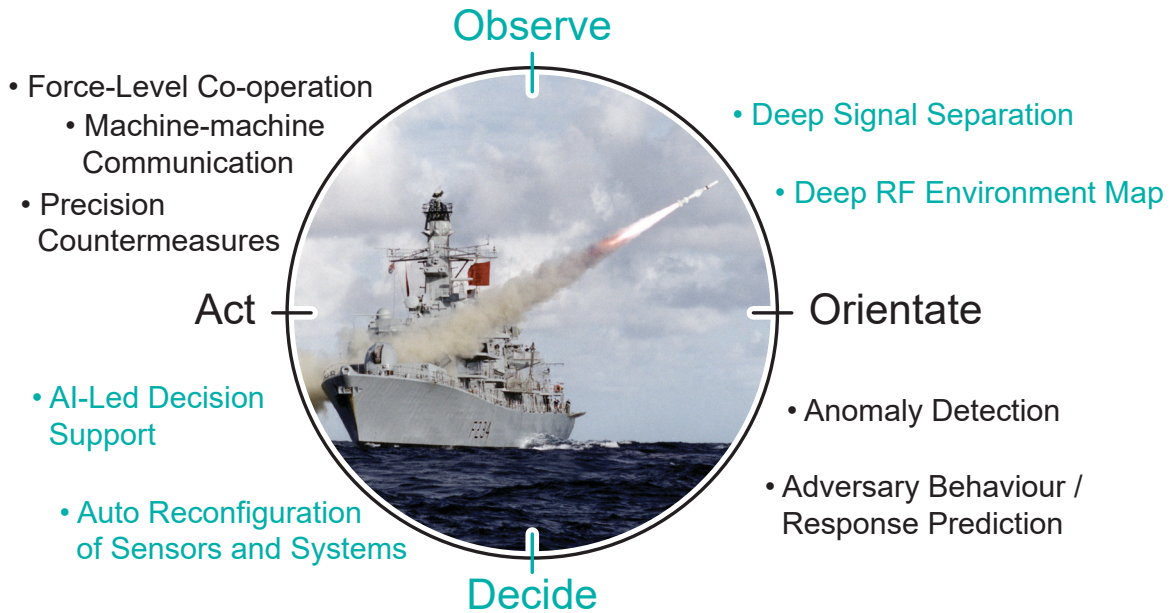 Observe
• Force-Level Co-operation
• Machine-machine
Communication
• Precision
Countermeasures
• Deep Signal Separation
• Deep RF Environment Map
Act
Orientate
F234
• AI-Led Decision
Support
• Auto Reconfiguration
of Sensors and Systems
• Anomaly Detection
• Adversary Behaviour /
Response Prediction
Decide